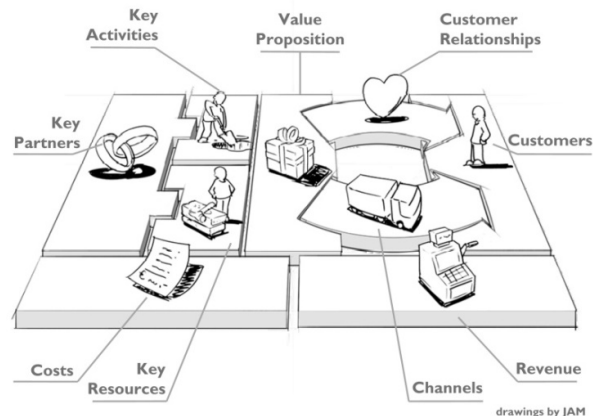 Key
Activities
Value
Proposition
Customer
Relationships
Key
Partners
Customers
Costs
Key
Resources
Channels
Revenue
drawings by JAM